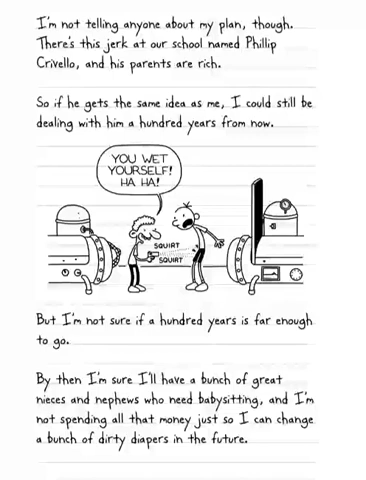 I'm not telling anyone about my plan, though.
There's this jerk at our school named Phillip
Crivello, and his parents are rich.
So if he gets the same idea as me, I could still be
dealing with him a hundred years from now.
YOU WET
YOURSELF!
HA HA!
SQUIRT
SQUIRT
But I'm not sure if a hundred years is far enough
to go.
By then I'm sure I'll have a bunch of great
nieces and nephews who need babysitting, and I'm
not spending all that money just so I can change
a bunch of dirty diapers in the future.